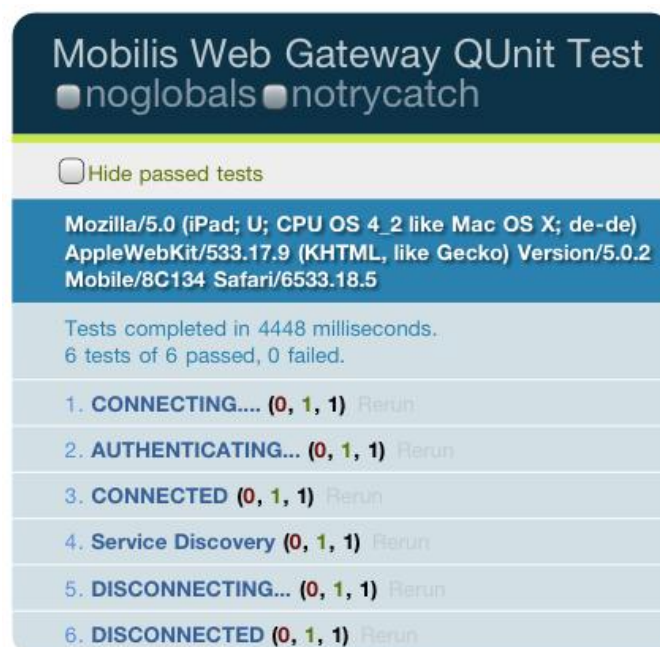 Mobilis Web Gateway QUnit Test
noglobals notrycatch
Hide passed tests
Mozilla/5.0 (iPad; U; CPU OS 4_2 like Mac OS X; de-de)
AppleWebKit/533.17.9 (KHTML, like Gecko) Version/5.0.2
Mobile/8C134 Safari/6533.18.5
Tests completed in 4448 milliseconds.
6 tests of 6 passed, 0 failed.
1. CONNECTING.... (0, 1, 1) Rerun
2. AUTHENTICATING... (0, 1, 1) Rerun
3. CONNECTED (0, 1, 1) Rerun
4. Service Discovery (0, 1, 1) Rerun
5. DISCONNECTING... (0, 1, 1) Rerun
6. DISCONNECTED (0, 1, 1) Rerun